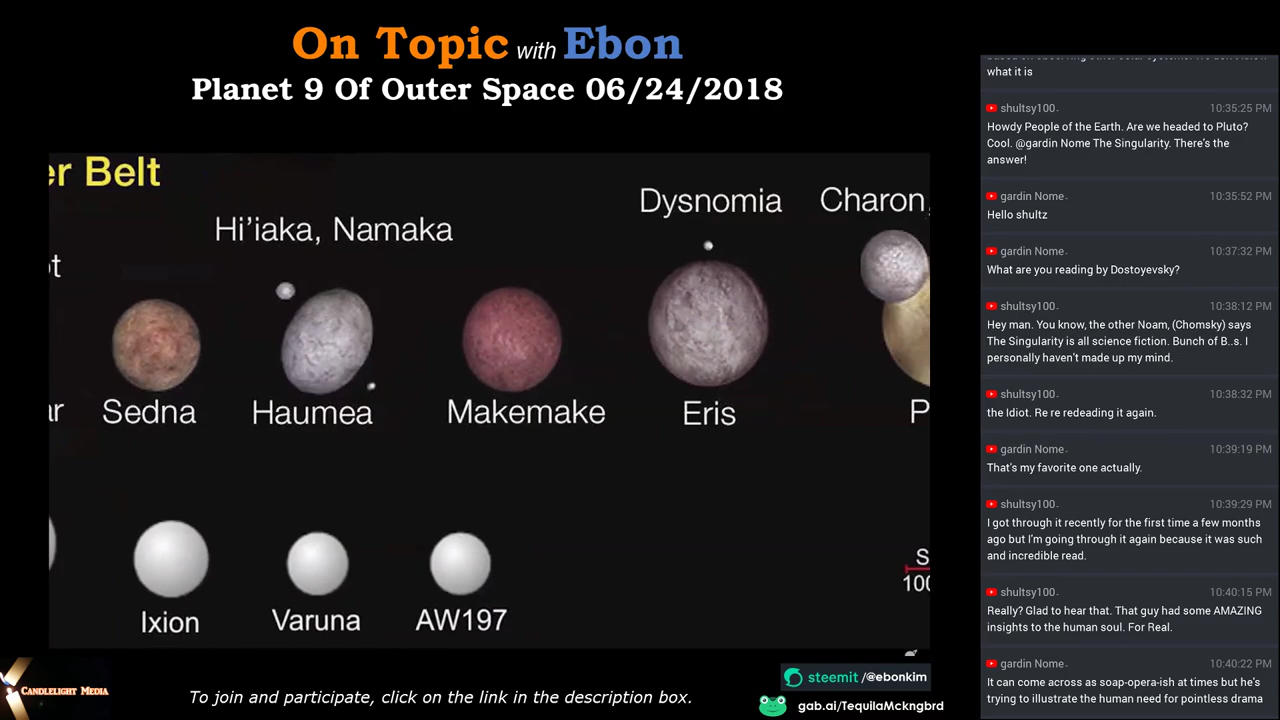 On Topic with Ebon
Planet 9 Of Outer Space 06/24/2018
er Belt
Hi'iaka, Namaka
Dysnomia
Charon,
Sedna
Haumea
Makemake
Eris
P
Ixion
Varuna
AW197
S
100
CANDLELIGHT MEDIA
To join and participate, click on the link in the description box.
steemit /@ebonkim
gab.ai/TequilaMckngbrd
what it is
shultsy100
10:35:25 PM
Howdy People of the Earth. Are we headed to Pluto?
Cool. @gardin Nome The Singularity. There's the
answer!
gardin Nome
10:35:52 PM
Hello shultz
gardin Nome
10:37:32 PM
What are you reading by Dostoyevsky?
shultsy100
10:38:12 PM
Hey man. You know, the other Noam, (Chomsky) says
The Singularity is all science fiction. Bunch of B..s. I
personally haven't made up my mind.
shultsy100
10:38:32 PM
the Idiot. Re re redeading it again.
gardin Nome
10:39:19 PM
That's my favorite one actually.
shultsy100
10:39:29 PM
I got through it recently for the first time a few months
ago but I'm going through it again because it was such
and incredible read.
shultsy100
10:40:15 PM
Really? Glad to hear that. That guy had some AMAZING
insights to the human soul. For Real.
gardin Nome
10:40:22 PM
It can come across as soap-opera-ish at times but he's
trying to illustrate the human need for pointless drama